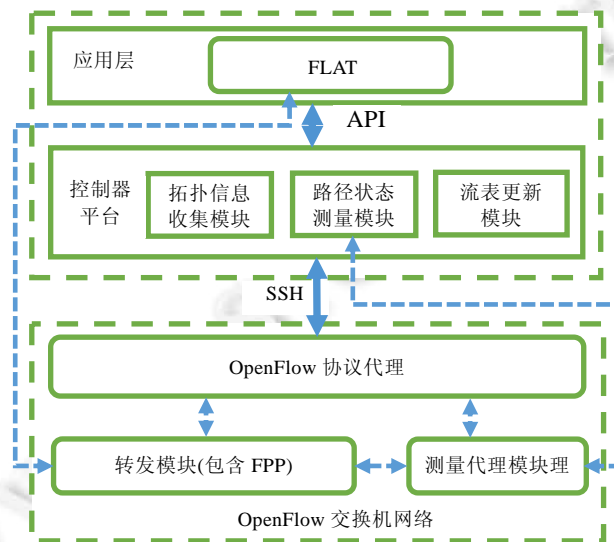 应用层
FLAT
API
控制器
平台
拓扑信息
收集模块
路径状态
测量模块
流表更新
模块
SSH
OpenFlow 协议代理
转发模块(包含 FPP)
测量代理模块理
OpenFlow 交换机网络